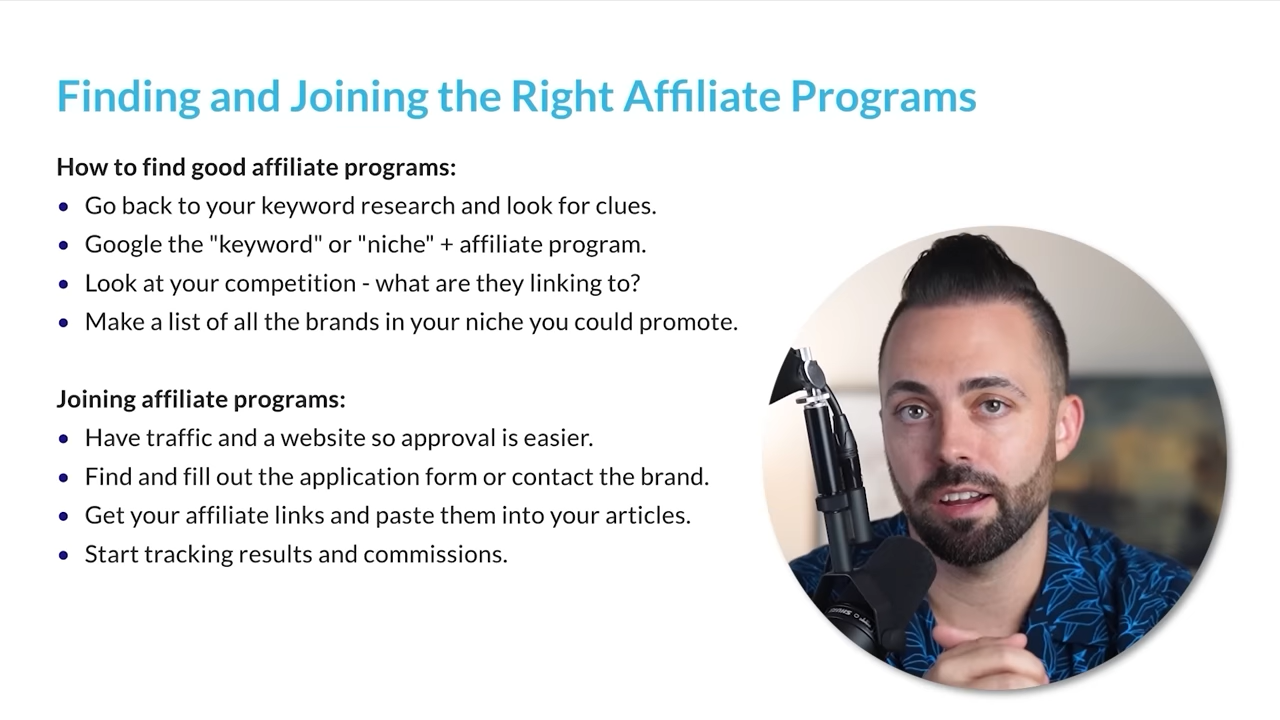 Finding and Joining the Right Affiliate Programs
How to find good affiliate programs:
• Go back to your keyword research and look for clues.
• Google the "keyword" or "niche" + affiliate program.
• Look at your competition - what are they linking to?
• Make a list of all the brands in your niche you could promote.
Joining affiliate programs:
• Have traffic and a website so approval is easier.
• Find and fill out the application form or contact the brand.
• Get your affiliate links and paste them into your articles.
• Start tracking results and commissions.